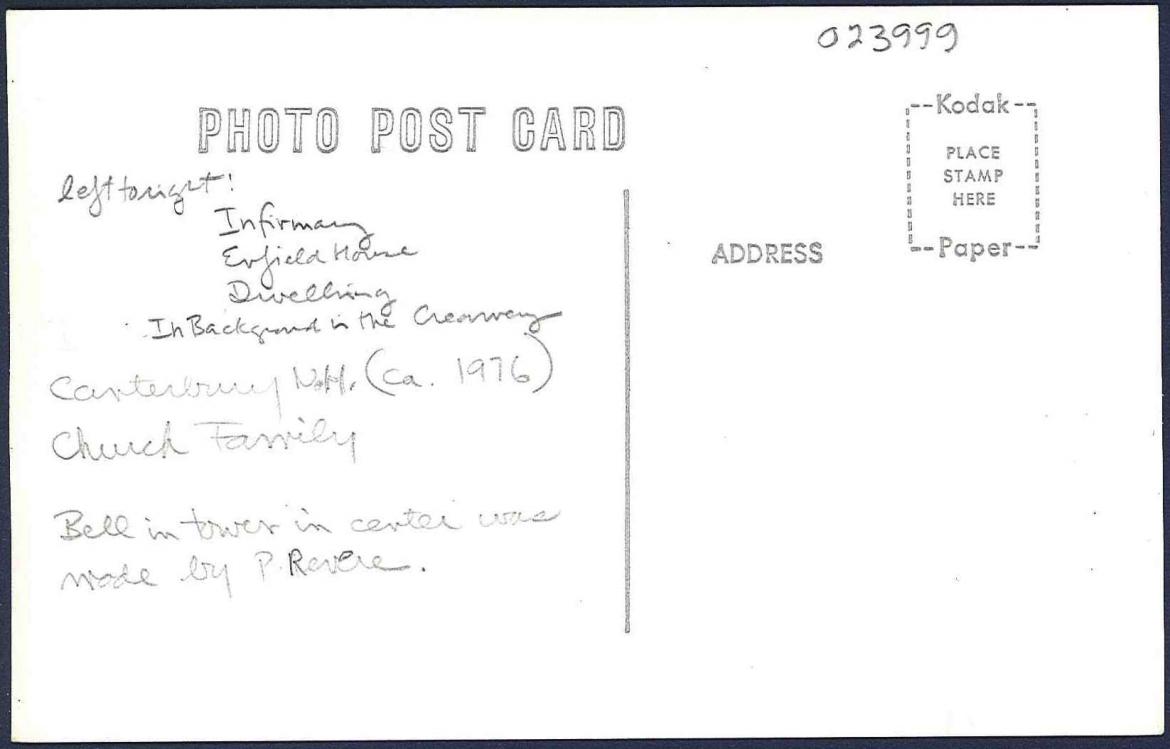 023999
PHOTO POST CARD
--Kodak--
PLACE
STAMP
HERE
--Paper--
ADDRESS
left to right:
Infirmary
Enfield House
Dwelling
In Background is the Creamery
Canterbury N.H. (Ca. 1976)
Church Family
Bell in tower in center was
made by P. Revere.